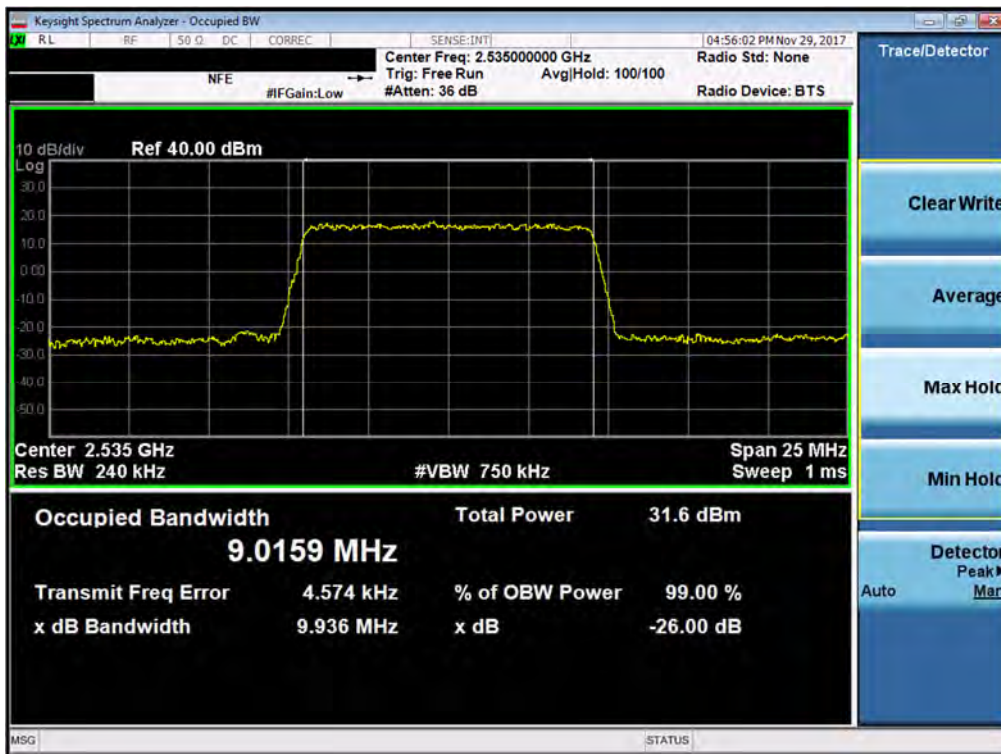 Keysight Spectrum Analyzer - Occupied BW
LXI RL RF 50 Ω DC CORREC SENSE:INT 04:56:02 PM Nov 29, 2017
Center Freq: 2.535000000 GHz Radio Std: None
NFE Trig: Free Run Avg|Hold: 100/100
#IFGain:Low #Atten: 36 dB Radio Device: BTS
10 dB/div Ref 40.00 dBm
Log
30.0
20.0
10.0
0.00
-10.0
-20.0
-30.0
-40.0
-50.0
Center 2.535 GHz Span 25 MHz
Res BW 240 kHz #VBW 750 kHz Sweep 1 ms
Occupied Bandwidth Total Power 31.6 dBm
9.0159 MHz
Transmit Freq Error 4.574 kHz % of OBW Power 99.00 %
x dB Bandwidth 9.936 MHz x dB -26.00 dB
MSG STATUS
Trace/Detector
Clear Write
Average
Max Hold
Min Hold
Detector
Peak
Auto Man